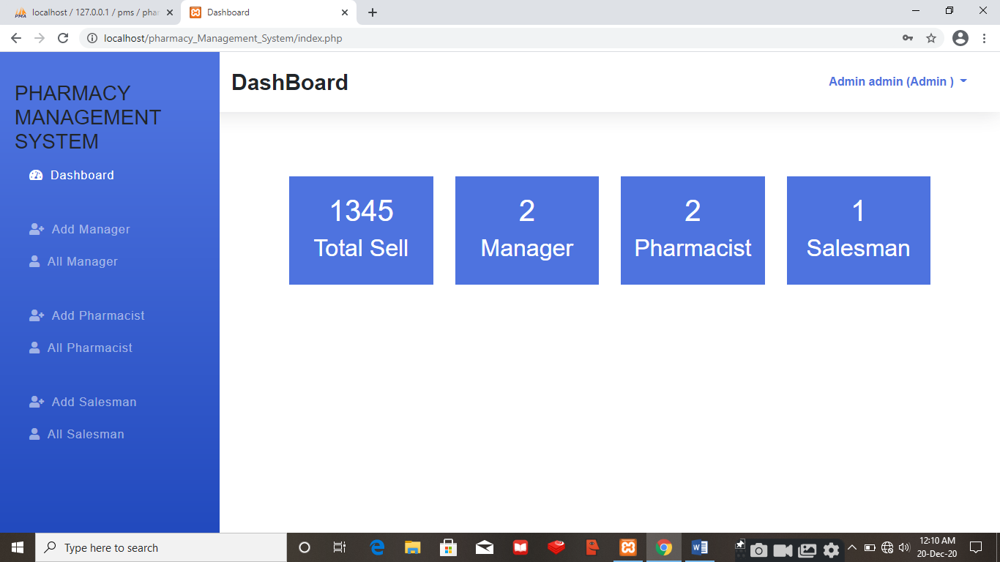 localhost / 127.0.0.1 / pms / phar
Dashboard
localhost/pharmacy_Management_System/index.php
PHARMACY
MANAGEMENT
SYSTEM
Dashboard
Add Manager
All Manager
Add Pharmacist
All Pharmacist
Add Salesman
All Salesman
DashBoard
Admin admin (Admin )
1345
Total Sell
2
Manager
2
Pharmacist
1
Salesman
Type here to search
12:10 AM
20-Dec-20